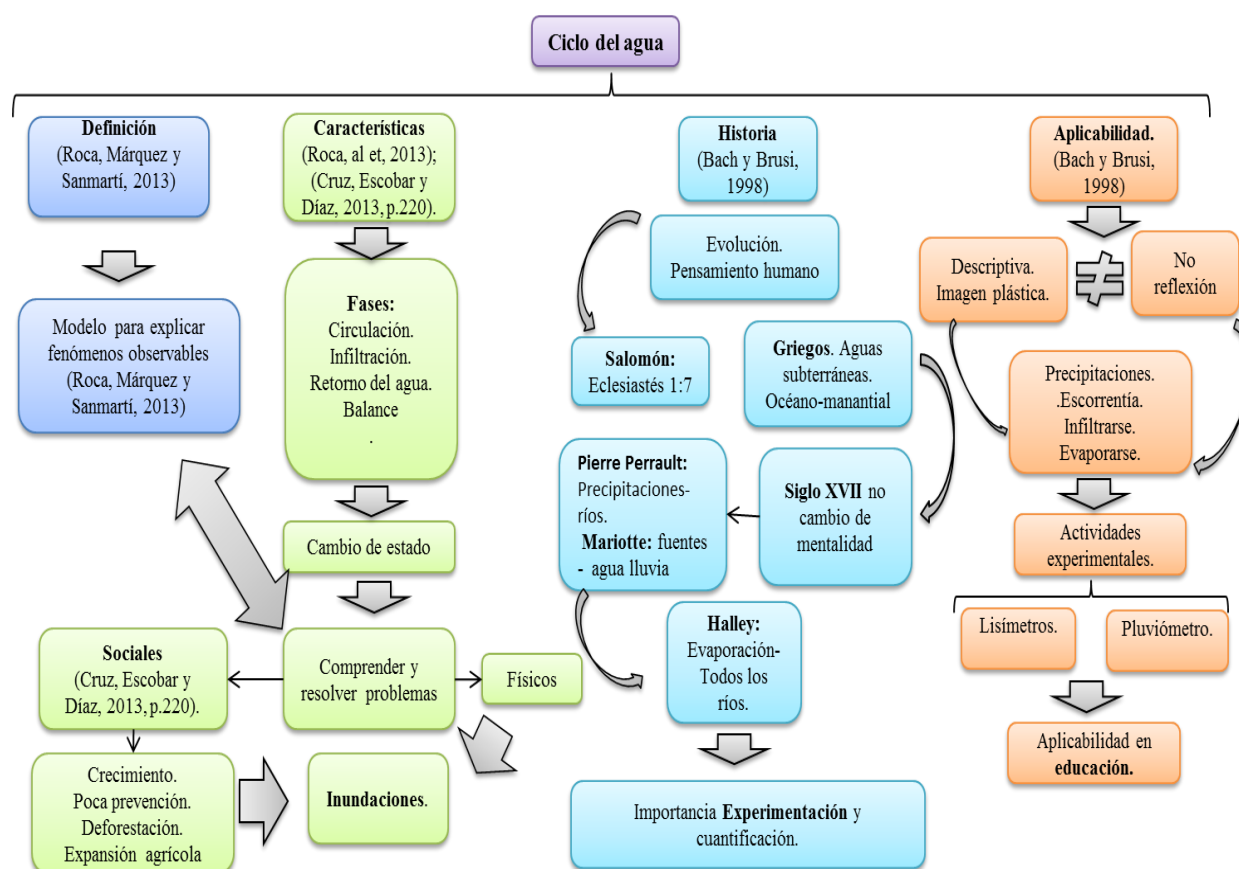 Ciclo del agua
Definición
(Roca, Márquez y
Sanmartí, 2013)
Modelo para explicar
fenómenos observables
(Roca, Márquez y
Sanmartí, 2013)
Características
(Roca, al et, 2013);
(Cruz, Escobar y
Díaz, 2013, p.220).
Fases:
Circulación.
Infiltración.
Retorno del agua.
Balance
.
Cambio de estado
Comprender y
resolver problemas
Sociales
(Cruz, Escobar y
Díaz, 2013, p.220).
Físicos
Crecimiento.
Poca prevención.
Deforestación.
Expansión agrícola
Inundaciones.
Historia
(Bach y Brusi,
1998)
Evolución.
Pensamiento humano
Salomón:
Eclesiastés 1:7
Griegos. Aguas
subterráneas.
Océano-manantial
Siglo XVII no
cambio de
mentalidad
Pierre Perrault:
Precipitaciones-
ríos.
Mariotte: fuentes
- agua lluvia
Halley:
Evaporación-
Todos los
ríos.
Importancia Experimentación y
cuantificación.
Aplicabilidad.
(Bach y Brusi,
1998)
Descriptiva.
Imagen plástica.
≠
No
reflexión
Precipitaciones.
.Escorrentía.
Infiltrarse.
Evaporarse.
Actividades
experimentales.
Lisímetros.
Pluviómetro.
Aplicabilidad en
educación.